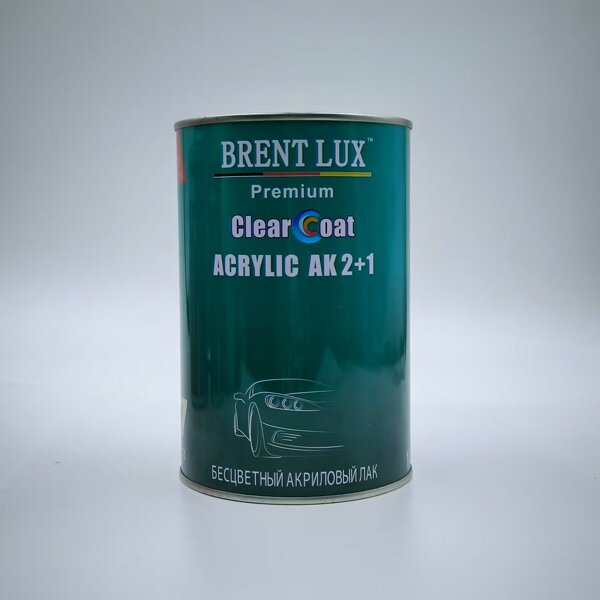 BRENT LUX™
Premium
Clear Coat
ACRYLIC AK 2+1
БЕСЦВЕТНЫЙ АКРИЛОВЫЙ ЛАК